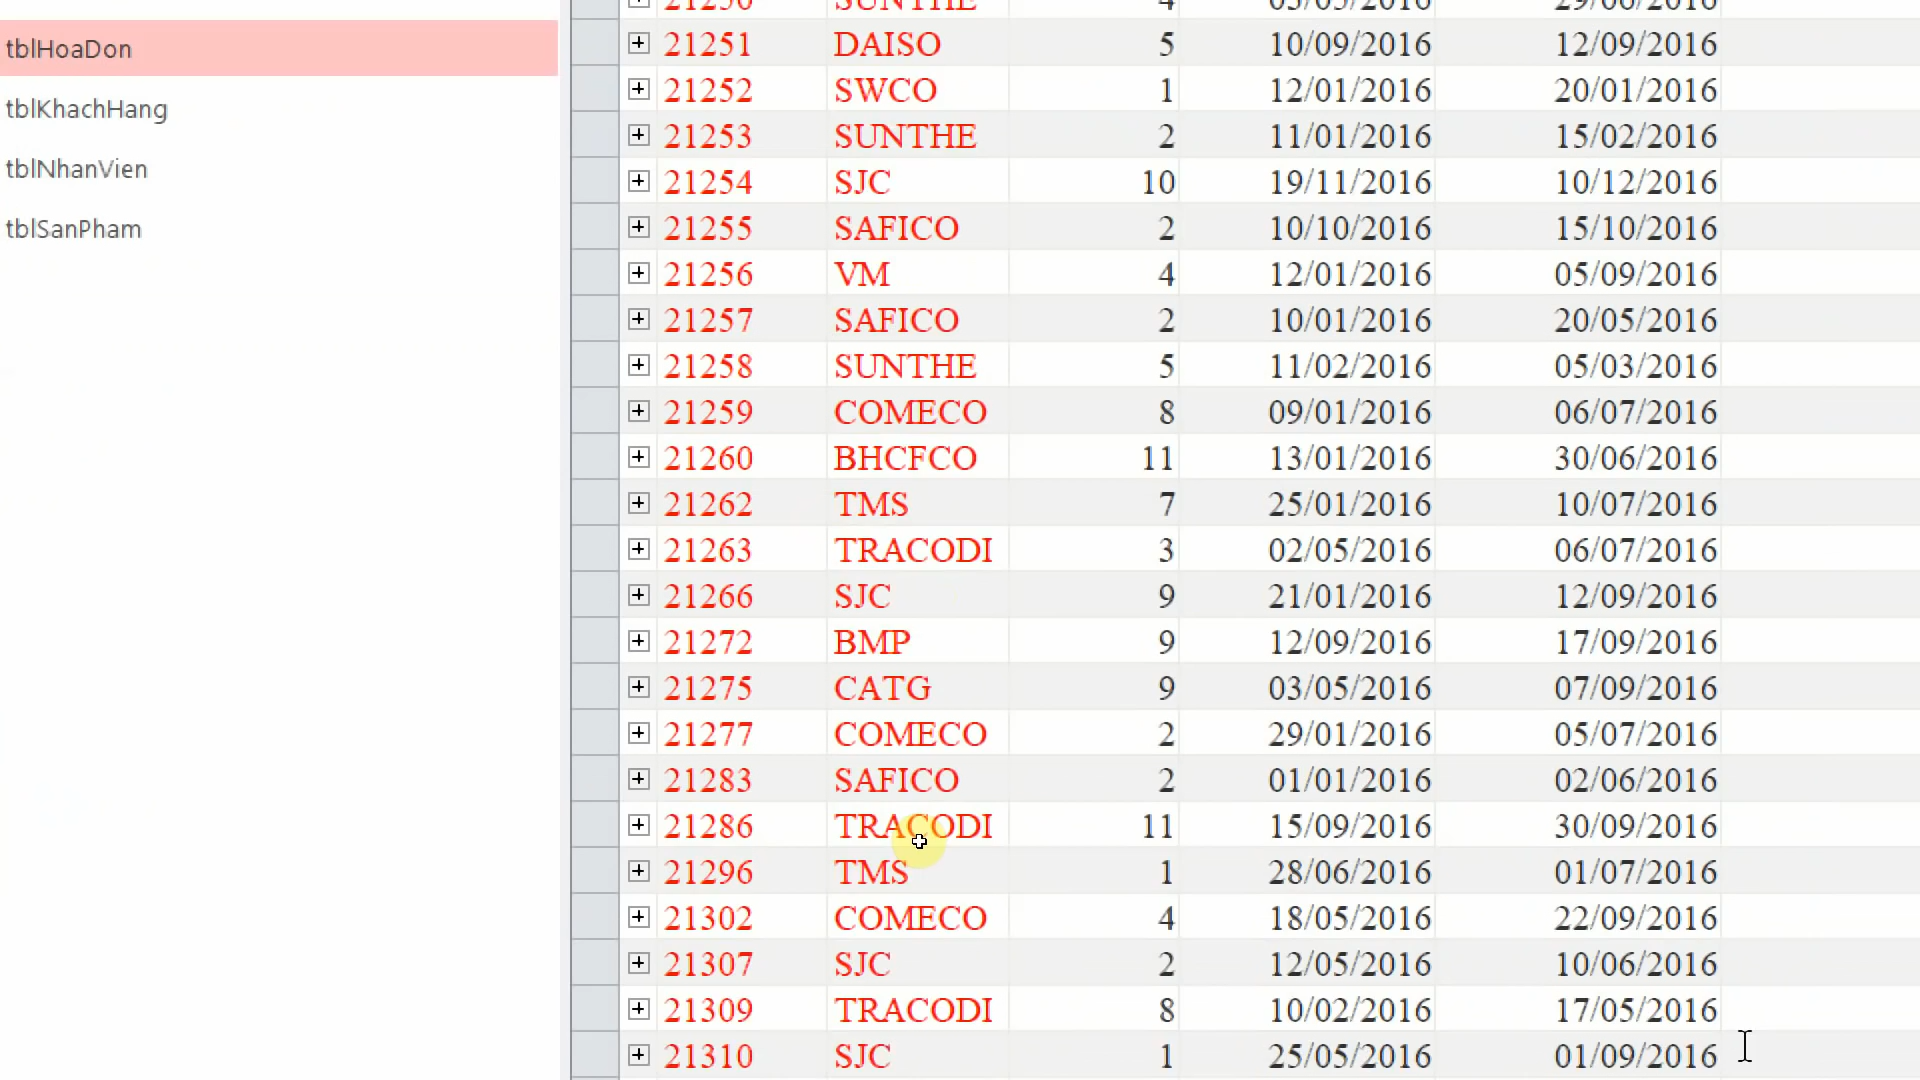 tblHoaDon
tblKhachHang
tblNhanVien
tblSanPham
21250 SUNTHE 4 05/05/2016 29/06/2016
21251 DAISO 5 10/09/2016 12/09/2016
21252 SWCO 1 12/01/2016 20/01/2016
21253 SUNTHE 2 11/01/2016 15/02/2016
21254 SJC 10 19/11/2016 10/12/2016
21255 SAFICO 2 10/10/2016 15/10/2016
21256 VM 4 12/01/2016 05/09/2016
21257 SAFICO 2 10/01/2016 20/05/2016
21258 SUNTHE 5 11/02/2016 05/03/2016
21259 COMECO 8 09/01/2016 06/07/2016
21260 BHCFCO 11 13/01/2016 30/06/2016
21262 TMS 7 25/01/2016 10/07/2016
21263 TRACODI 3 02/05/2016 06/07/2016
21266 SJC 9 21/01/2016 12/09/2016
21272 BMP 9 12/09/2016 17/09/2016
21275 CATG 9 03/05/2016 07/09/2016
21277 COMECO 2 29/01/2016 05/07/2016
21283 SAFICO 2 01/01/2016 02/06/2016
21286 TRACODI 11 15/09/2016 30/09/2016
21296 TMS 1 28/06/2016 01/07/2016
21302 COMECO 4 18/05/2016 22/09/2016
21307 SJC 2 12/05/2016 10/06/2016
21309 TRACODI 8 10/02/2016 17/05/2016
21310 SJC 1 25/05/2016 01/09/2016